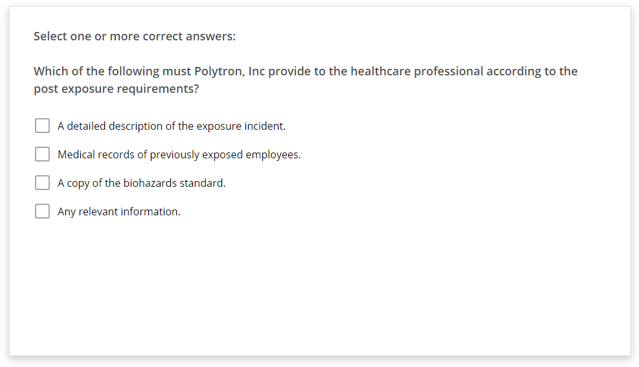 Select one or more correct answers:
Which of the following must Polytron, Inc provide to the healthcare professional according to the
post exposure requirements?
A detailed description of the exposure incident.
Medical records of previously exposed employees.
A copy of the biohazards standard.
Any relevant information.